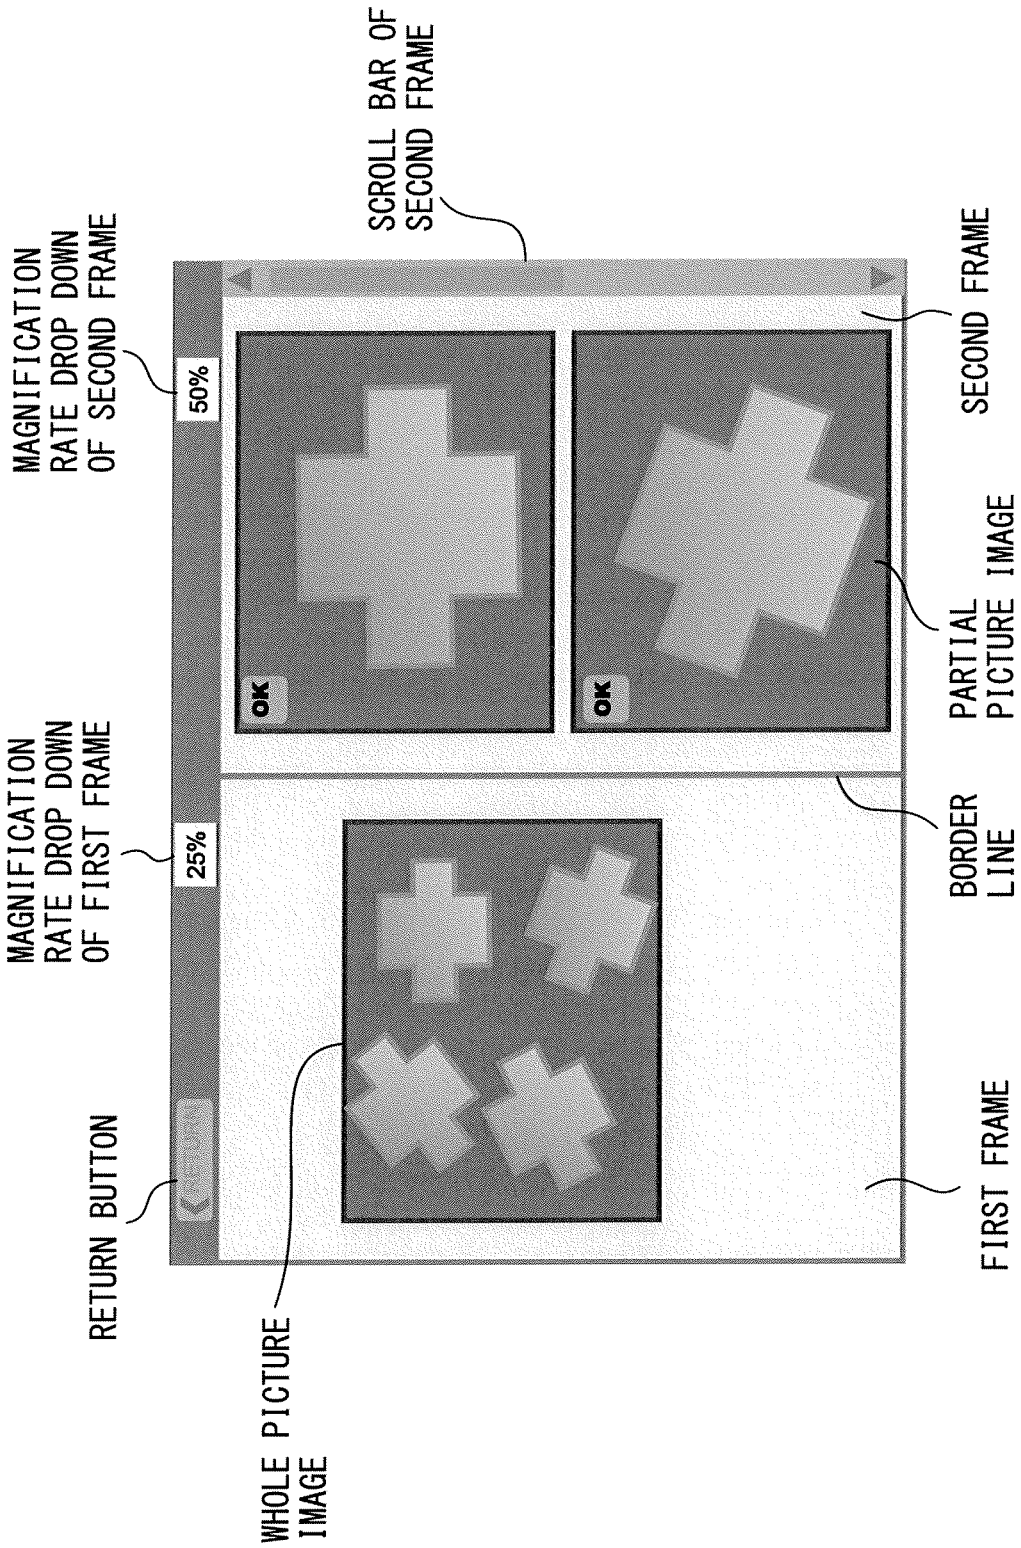 RETURN BUTTON
MAGNIFICATION
RATE DROP DOWN
OF FIRST FRAME
MAGNIFICATION
RATE DROP DOWN
OF SECOND FRAME
RETURN
25%
50%
WHOLE PICTURE
IMAGE
SCROLL BAR OF
SECOND FRAME
OK
OK
FIRST FRAME
BORDER
LINE
PARTIAL
PICTURE IMAGE
SECOND FRAME